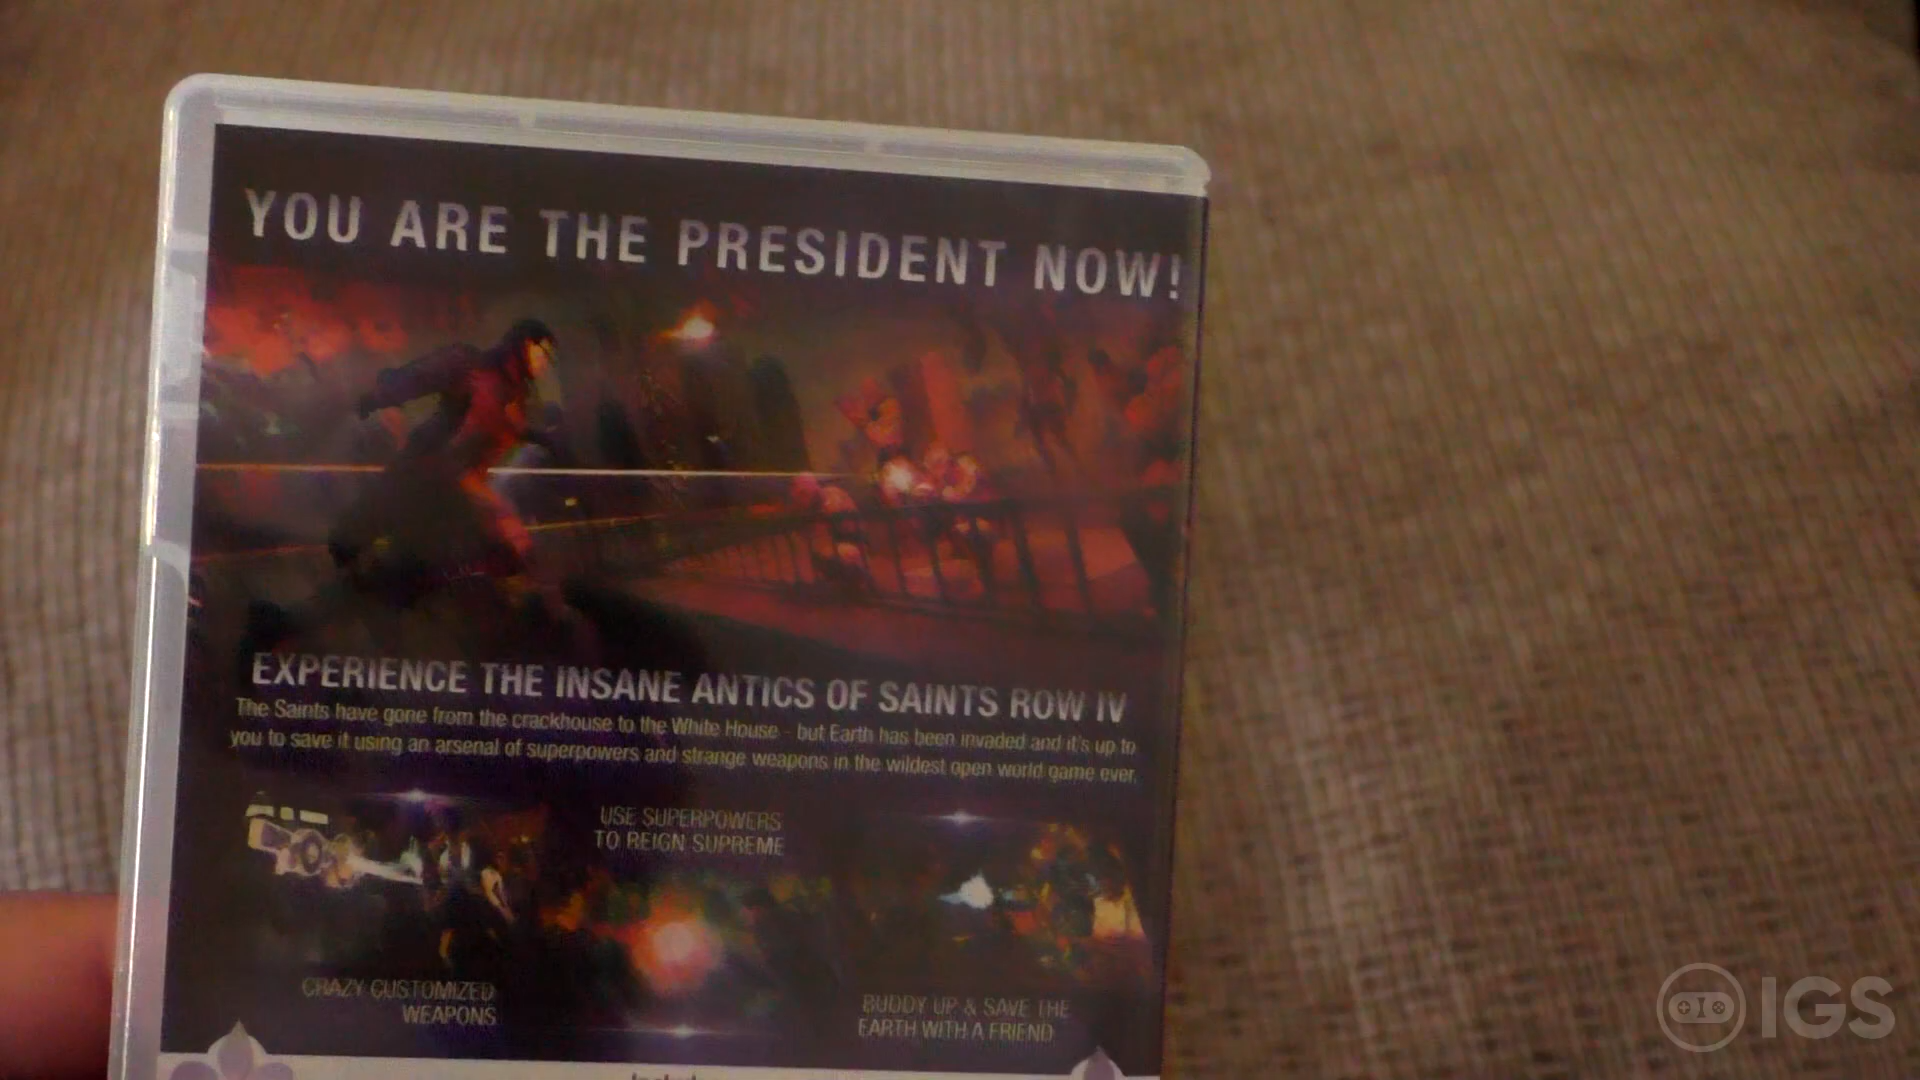 YOU ARE THE PRESIDENT NOW!
EXPERIENCE THE INSANE ANTICS OF SAINTS ROW IV
The Saints have gone from the crackhouse to the White House - but Earth has been invaded and it's up to
you to save it using an arsenal of superpowers and strange weapons in the wildest open world game ever.
USE SUPERPOWERS
TO REIGN SUPREME
CRAZY CUSTOMIZED
WEAPONS
BUDDY UP & SAVE THE
EARTH WITH A FRIEND
IGS